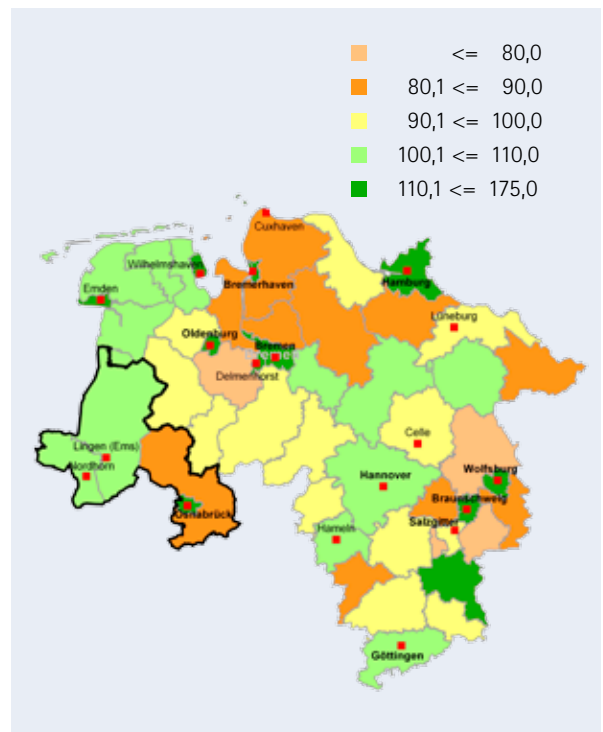 <= 80,0
80,1 <= 90,0
90,1 <= 100,0
100,1 <= 110,0
110,1 <= 175,0
Cuxhaven
Wilhelmshaven
Emden
Bremerhaven
Hamburg
Lüneburg
Oldenburg
Bremen
Bremen
Delmenhorst
Celle
Lingen (Ems)
Nordhorn
Hannover
Wolfsburg
Braunschweig
Osnabrück
Salzgitter
Hameln
Göttingen